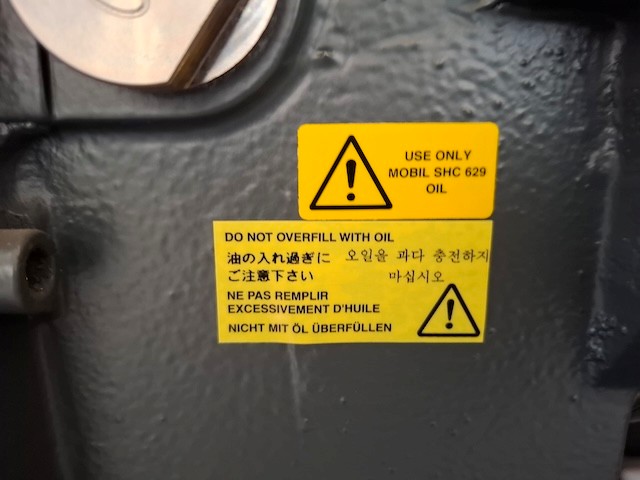 USE ONLY
MOBIL SHC 629
OIL
DO NOT OVERFILL WITH OIL
油の入れ過ぎに
ご注意下さい
오일을 과다 충전하지
마십시오
NE PAS REMPLIR
EXCESSIVEMENT D'HUILE
NICHT MIT ÖL ÜBERFÜLLEN